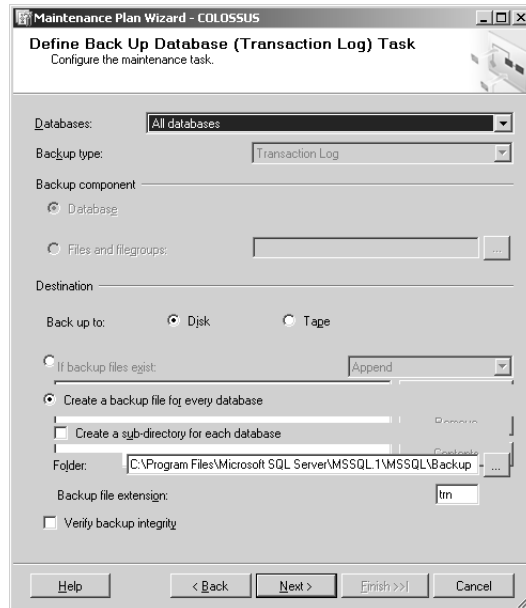 Maintenance Plan Wizard - COLOSSUS
Define Back Up Database (Transaction Log) Task
Configure the maintenance task.
Databases: All databases
Backup type: Transaction Log
Backup component
Database
Files and filegroups: ...
Destination
Back up to: Disk Tape
If backup files exist: Append
Create a backup file for every database
Create a sub-directory for each database
Folder: C:\Program Files\Microsoft SQL Server\MSSQL.1\MSSQL\Backup ...
Backup file extension: trn
Verify backup integrity
Help < Back Next > Finish >>| Cancel